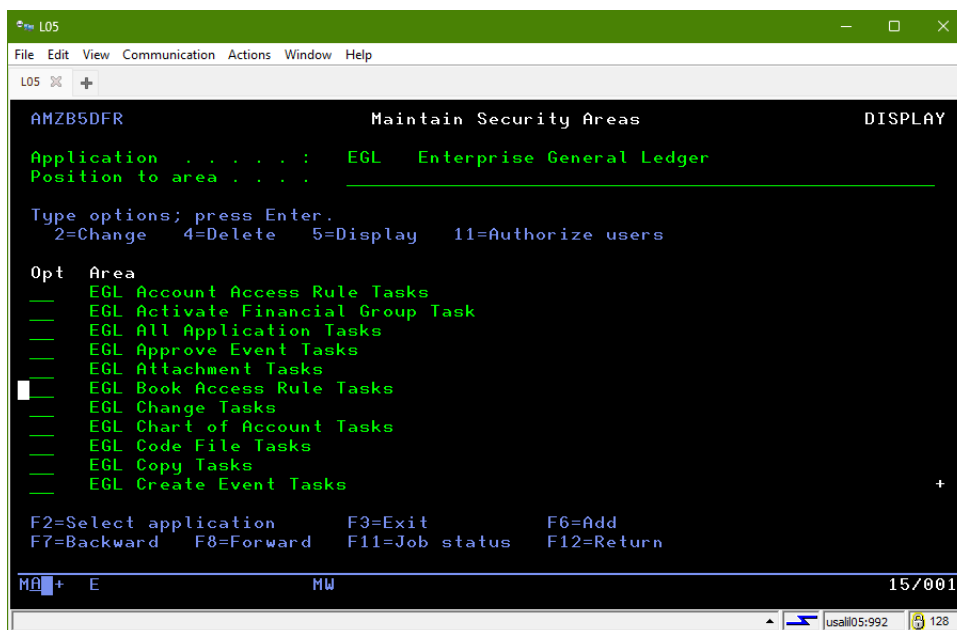 L05
File Edit View Communication Actions Window Help
L05
AMZB5DFR Maintain Security Areas DISPLAY
Application . . . . . : EGL Enterprise General Ledger
Position to area . . . .
Type options; press Enter.
2=Change 4=Delete 5=Display 11=Authorize users
Opt Area
EGL Account Access Rule Tasks
EGL Activate Financial Group Task
EGL All Application Tasks
EGL Approve Event Tasks
EGL Attachment Tasks
EGL Book Access Rule Tasks
EGL Change Tasks
EGL Chart of Account Tasks
EGL Code File Tasks
EGL Copy Tasks
EGL Create Event Tasks +
F2=Select application F3=Exit F6=Add
F7=Backward F8=Forward F11=Job status F12=Return
MA + E MW 15/001
usalil05:992 128